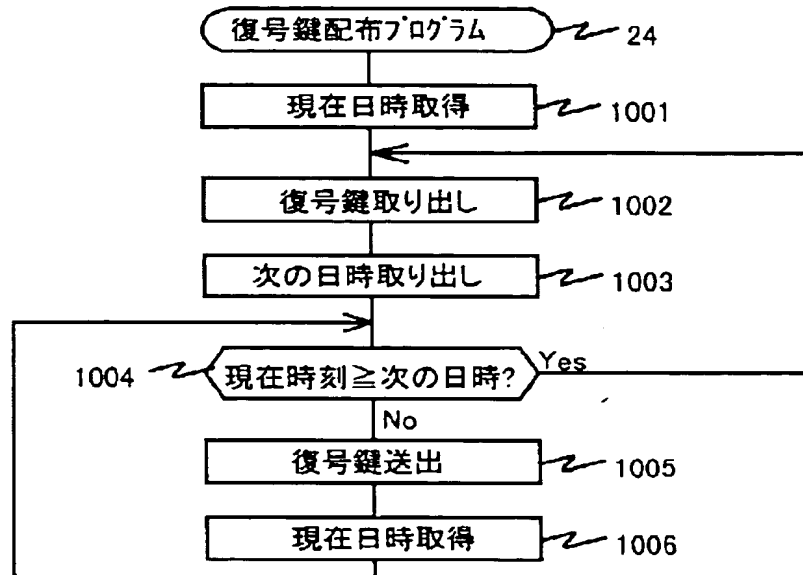 復号鍵配布プログラム 24
現在日時取得 1001
復号鍵取り出し 1002
次の日時取り出し 1003
1004 現在時刻≧次の日時? Yes
No
復号鍵送出 1005
現在日時取得 1006